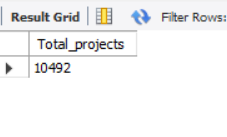 Result Grid Filter Rows:
Total_projects
10492